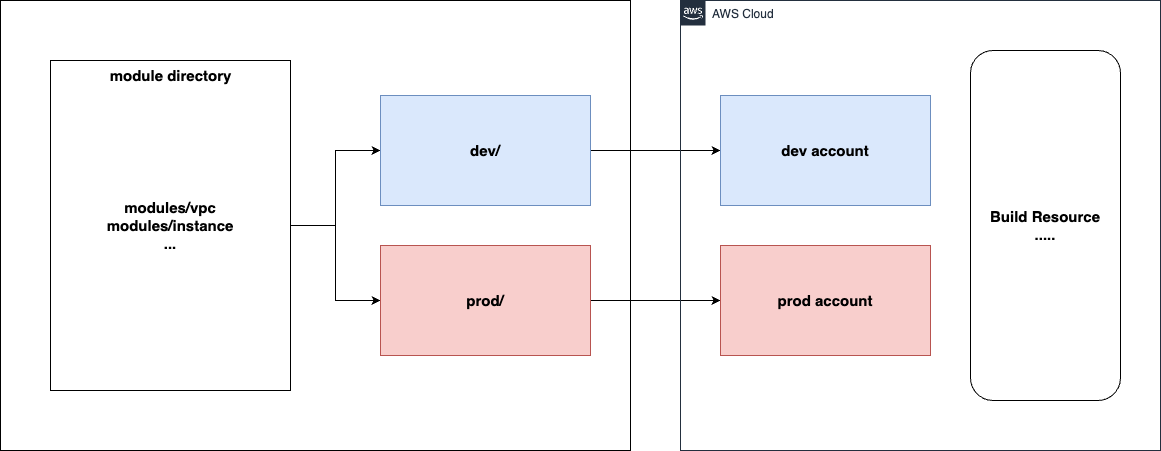 aws
AWS Cloud
module directory
modules/vpc
modules/instance
...
dev/
dev account
prod/
prod account
Build Resource
.....